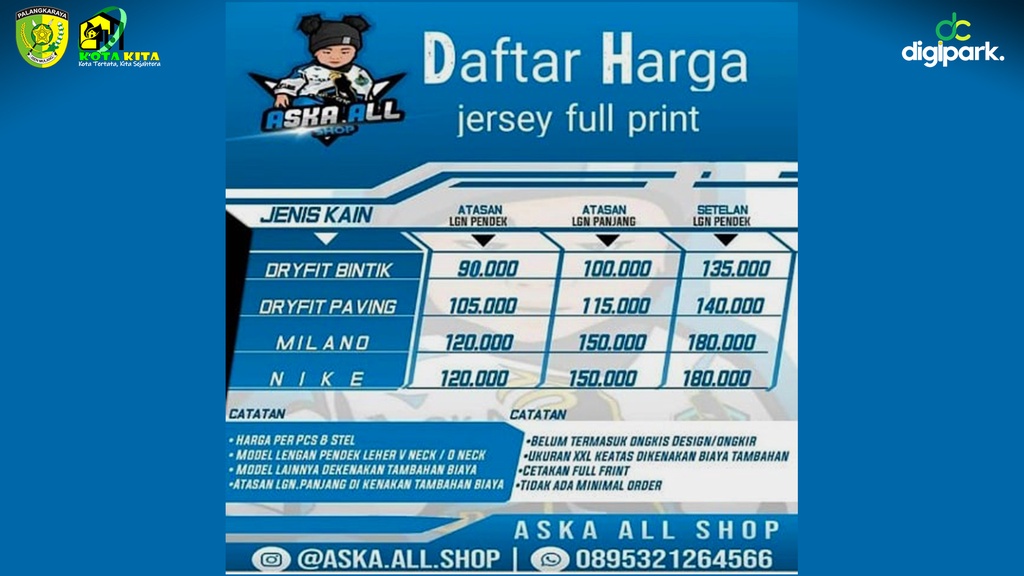 PALANGKARAYA
KOTA KITA
Kota Tertata, Kita Sejahtera
dc
digipark.
ASKA.ALL
SHOP
Daftar Harga
jersey full print
JENIS KAIN
ATASAN LGN PENDEK
ATASAN LGN PANJANG
SETELAN LGN PENDEK
DRYFIT BINTIK 90.000 100.000 135.000
DRYFIT PAVING 105.000 115.000 140.000
MILANO 120.000 150.000 180.000
NIKE 120.000 150.000 180.000
CATATAN
• HARGA PER PCS & STEL
• MODEL LENGAN PENDEK LEHER V NECK / O NECK
• MODEL LAINNYA DEKENAKAN TAMBAHAN BIAYA
• ATASAN LGN.PANJANG DI KENAKAN TAMBAHAN BIAYA
CATATAN
• BELUM TERMASUK ONGKIS DESIGN/ONGKIR
• UKURAN XXL KEATAS DIKENAKAN BIAYA TAMBAHAN
• CETAKAN FULL FRINT
• TIDAK ADA MINIMAL ORDER
ASKA ALL SHOP
@ASKA.ALL.SHOP | 0895321264566